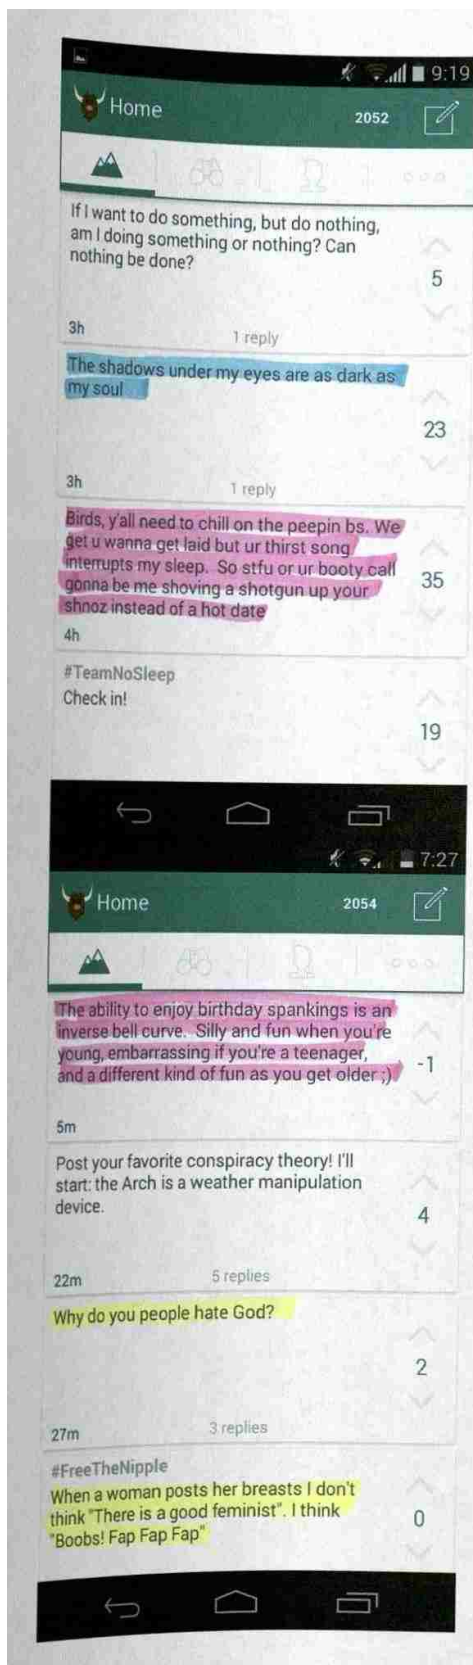 9:19
Home
2052
If I want to do something, but do nothing,
am I doing something or nothing? Can
nothing be done?
5
3h
1 reply
The shadows under my eyes are as dark as
my soul
23
3h
1 reply
Birds, y'all need to chill on the peepin bs. We
get u wanna get laid but ur thirst song
interrupts my sleep. So stfu or ur booty call
gonna be me shoving a shotgun up your
shnoz instead of a hot date
35
4h
#TeamNoSleep
Check in!
19
7:27
Home
2054
The ability to enjoy birthday spankings is an
inverse bell curve. Silly and fun when you're
young, embarrassing if you're a teenager,
and a different kind of fun as you get older ;)
-1
5m
Post your favorite conspiracy theory! I'll
start: the Arch is a weather manipulation
device.
4
22m
5 replies
Why do you people hate God?
2
27m
3 replies
#FreeTheNipple
When a woman posts her breasts I don't
think "There is a good feminist". I think
"Boobs! Fap Fap Fap"
0